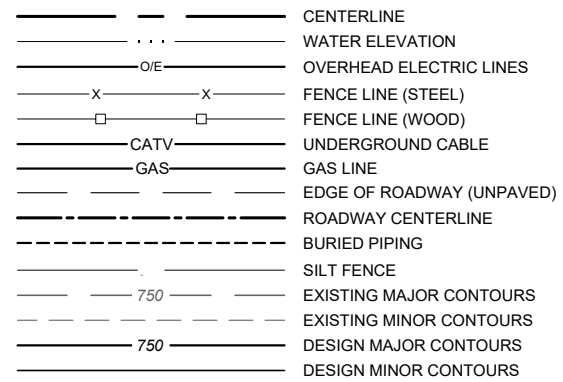 CENTERLINE
WATER ELEVATION
O/E OVERHEAD ELECTRIC LINES
X X FENCE LINE (STEEL)
FENCE LINE (WOOD)
CATV UNDERGROUND CABLE
GAS GAS LINE
EDGE OF ROADWAY (UNPAVED)
ROADWAY CENTERLINE
BURIED PIPING
SILT FENCE
750 EXISTING MAJOR CONTOURS
EXISTING MINOR CONTOURS
750 DESIGN MAJOR CONTOURS
DESIGN MINOR CONTOURS